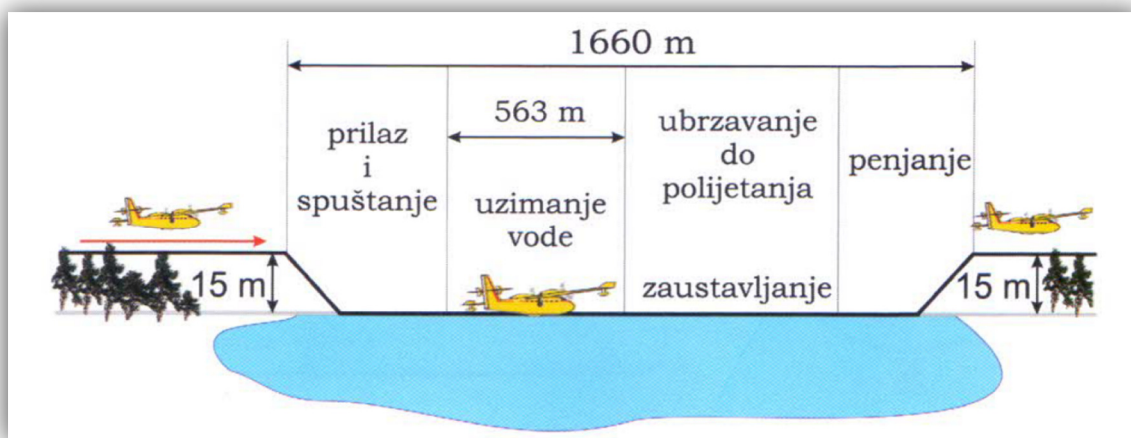 1660 m
prilaz
i
spuštanje
563 m
uzimanje
vode
ubrzavanje
do
polijetanja
zaustavljanje
penjanje
15 m
15 m